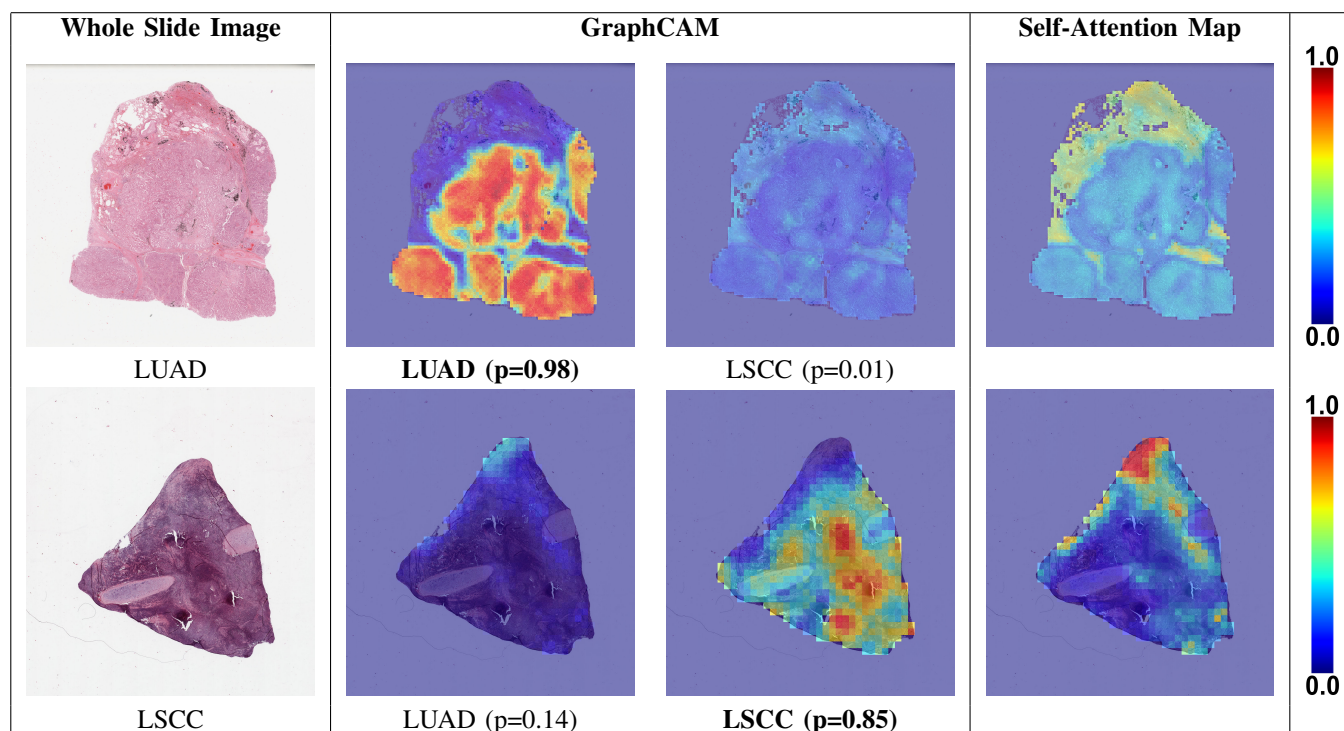 Whole Slide Image GraphCAM Self-Attention Map
1.0
0.0
LUAD LUAD (p=0.98) LSCC (p=0.01)
1.0
0.0
LSCC LUAD (p=0.14) LSCC (p=0.85)